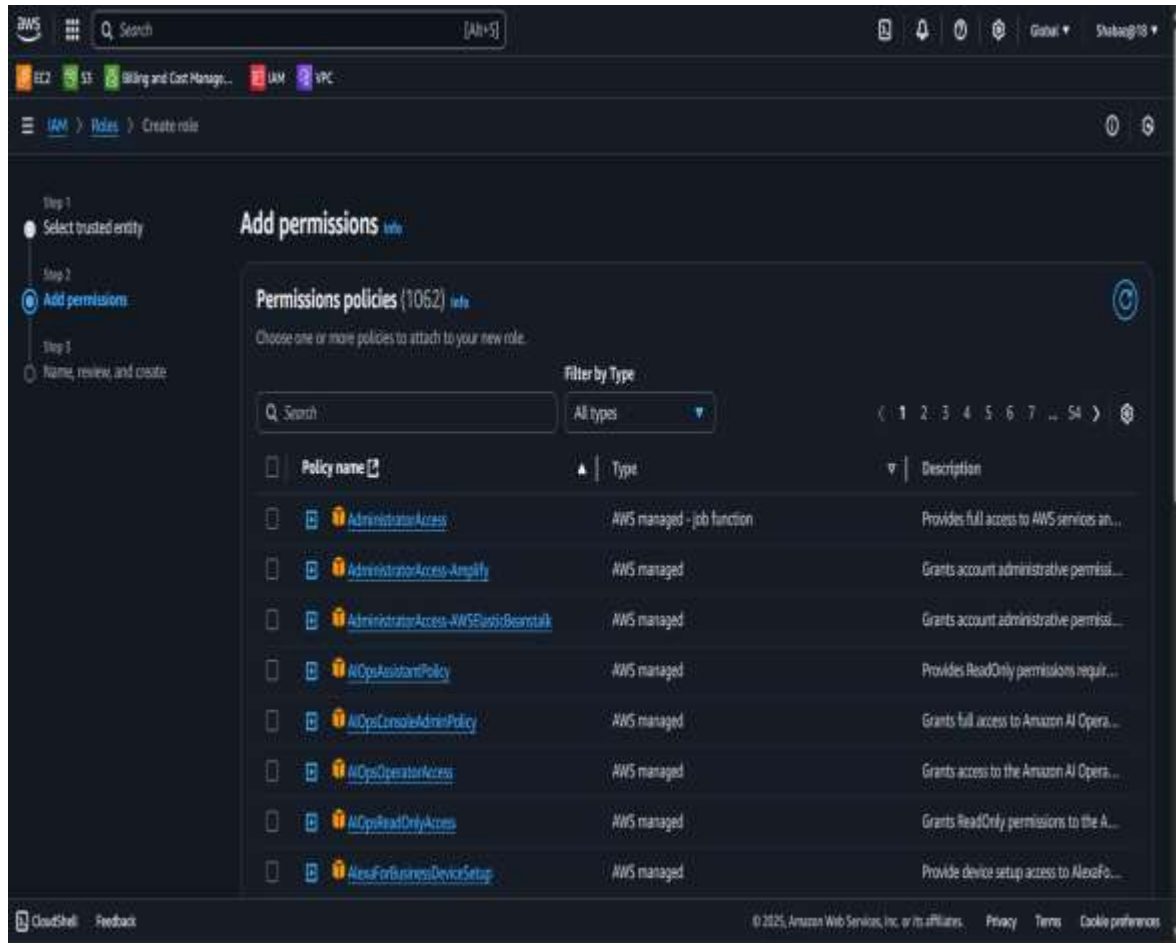 aws Search [Alt+S] Global Shabaz@18
EC2 S3 Billing and Cost Manage... IAM VPC
IAM > Roles > Create role
Step 1
Select trusted entity
Step 2
Add permissions
Step 3
Name, review, and create
Add permissions Info
Permissions policies (1062) Info
Choose one or more policies to attach to your new role.
Filter by Type
Search All types 1 2 3 4 5 6 7 ... 54
Policy name Type Description
AdministratorAccess AWS managed - job function Provides full access to AWS services an...
AdministratorAccess-Amplify AWS managed Grants account administrative permissi...
AdministratorAccess-AWSElasticBeanstalk AWS managed Grants account administrative permissi...
AIOpsAssistantPolicy AWS managed Provides ReadOnly permissions requir...
AIOpsConsoleAdminPolicy AWS managed Grants full access to Amazon AI Opera...
AIOpsOperatorAccess AWS managed Grants access to the Amazon AI Opera...
AIOpsReadOnlyAccess AWS managed Grants ReadOnly permissions to the A...
AlexaForBusinessDeviceSetup AWS managed Provide device setup access to AlexaFo...
CloudShell Feedback © 2025, Amazon Web Services, Inc. or its affiliates. Privacy Terms Cookie preferences